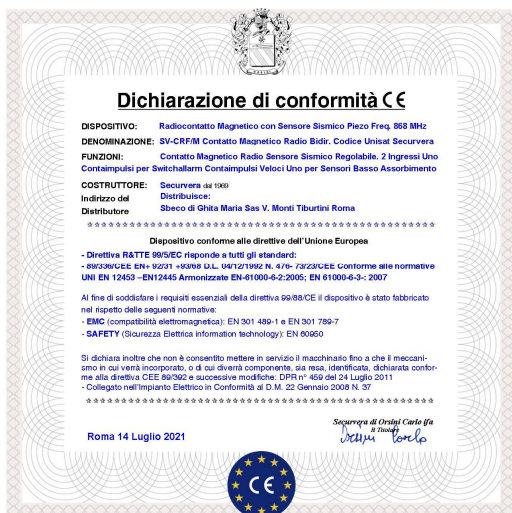 Dichiarazione di conformità CE
DISPOSITIVO: Radiocontatto Magnetico con Sensore Sismico Piezo Freq. 868 MHz
DENOMINAZIONE: SV-CRF/M Contatto Magnetico Radio Bidir. Codice Unisat Securvera
FUNZIONI: Contatto Magnetico Radio Sensore Sismico Regolabile. 2 Ingressi Uno
Contaimpulsi per Switchallarm Contaimpulsi Veloci Uno per Sensori Basso Assorbimento
COSTRUTTORE: Securvera dal 1969
Indirizzo del Distribuisce:
Distributore Sbeco di Ghita Maria Sas V. Monti Tiburtini Roma
Dispositivo conforme alle direttive dell'Unione Europea
- Direttiva R&TTE 99/5/EC risponde a tutti gli standard:
- 89/336/CEE EN+ 92/31 +93/68 D.L. 04/12/1992 N. 476- 73/23/CEE Conforme alle normative
UNI EN 12453 –EN12445 Armonizzate EN-61000-6-2:2005; EN 61000-6-3-: 2007
Al fine di soddisfare i requisiti essenziali della direttiva 99/88/CE il dispositivo è stato fabbricato
nel rispetto delle seguenti normative:
- EMC (compatibilità elettromagnetica): EN 301 489-1 e EN 301 789-7
- SAFETY (Sicurezza Elettrica information technology): EN 60950
Si dichiara inoltre che non è consentito mettere in servizio il macchinario fino a che il meccani-
smo in cui verrà incorporato, o di cui diverrà componente, sia resa, identificata, dichiarata confor-
me alla direttiva CEE 89/392 e successive modifiche: DPR n° 459 del 24 Luglio 2011
- Collegato nell'Impianto Elettrico in Conformità al D.M. 22 Gennaio 2008 N. 37
Securvera di Orsini Carlo ifa
Il Titolare
Orsini Carlo
Roma 14 Luglio 2021
CE